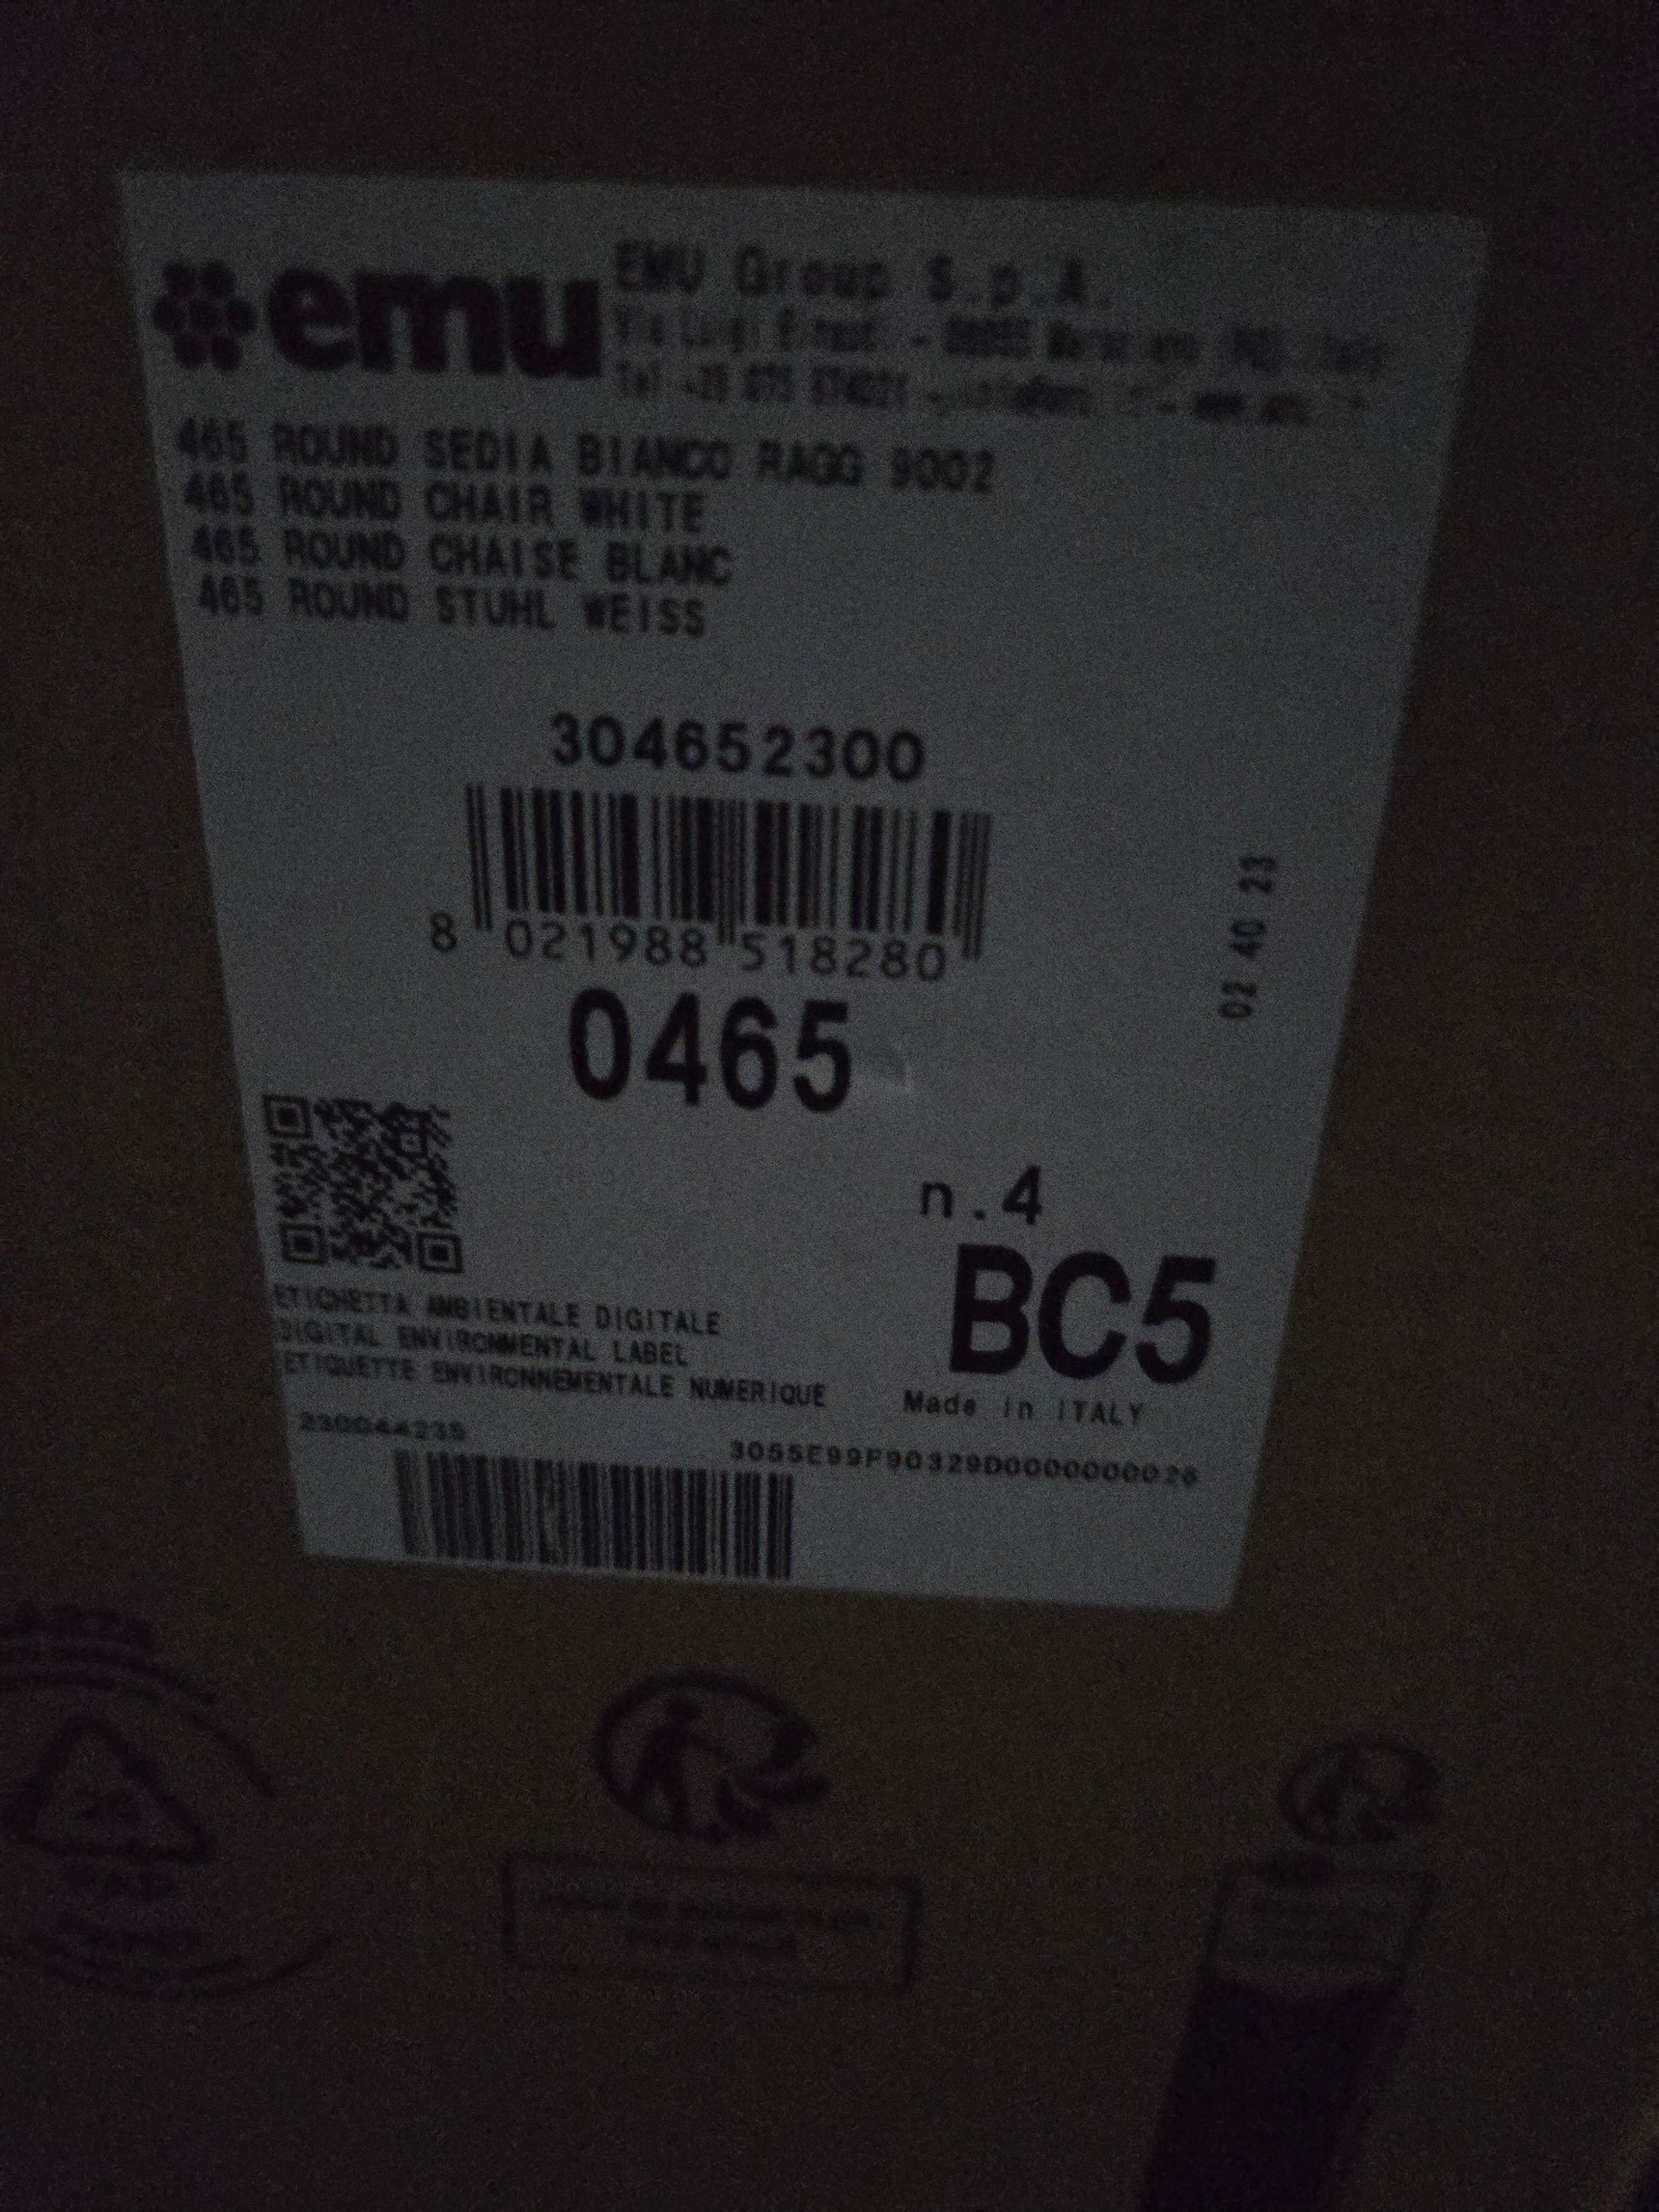 emu
EMU Group S.p.A.
465 ROUND SEDIA BIANCO RAGG 9002
465 ROUND CHAIR WHITE
465 ROUND CHAISE BLANC
465 ROUND STUHL WEISS
304652300
8 021988 518280
02 40 23
0465
n.4
BC5
ETICHETTA AMBIENTALE DIGITALE
DIGITAL ENVIRONMENTAL LABEL
ETIQUETTE ENVIRONNEMENTALE NUMERIQUE
Made in ITALY
230044235
3055E99F90329D0000000026